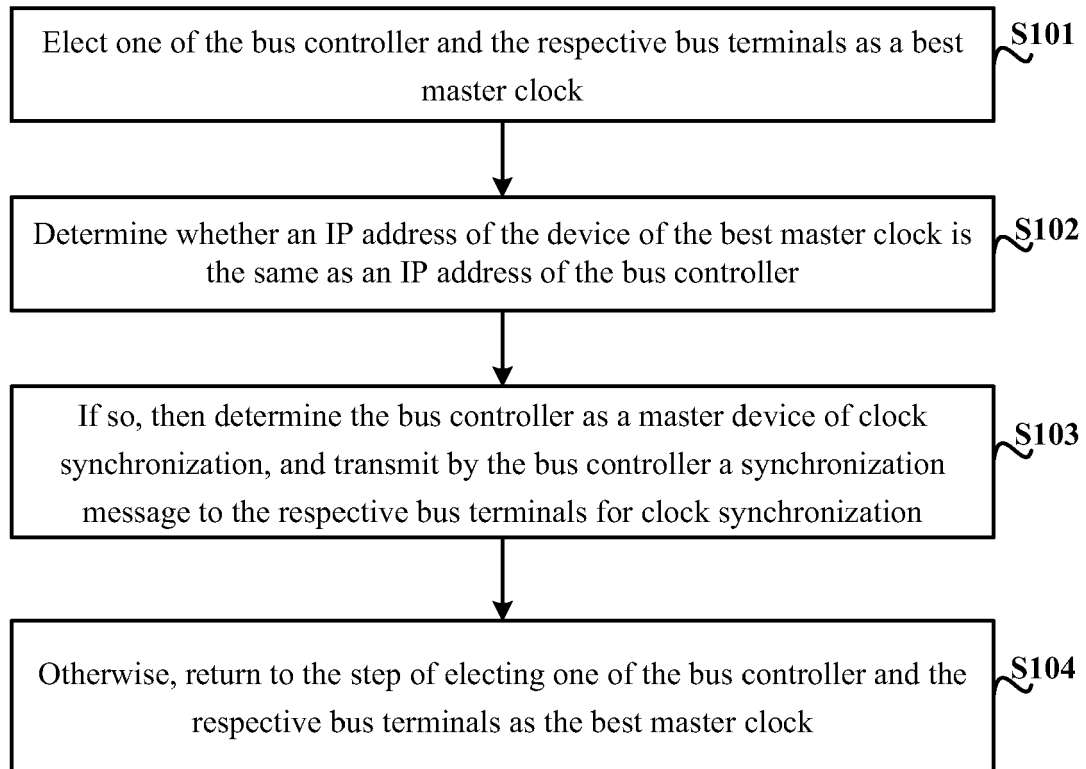 Elect one of the bus controller and the respective bus terminals as a best
master clock
S101
Determine whether an IP address of the device of the best master clock is
the same as an IP address of the bus controller
S102
If so, then determine the bus controller as a master device of clock
synchronization, and transmit by the bus controller a synchronization
message to the respective bus terminals for clock synchronization
S103
Otherwise, return to the step of electing one of the bus controller and the
respective bus terminals as the best master clock
S104